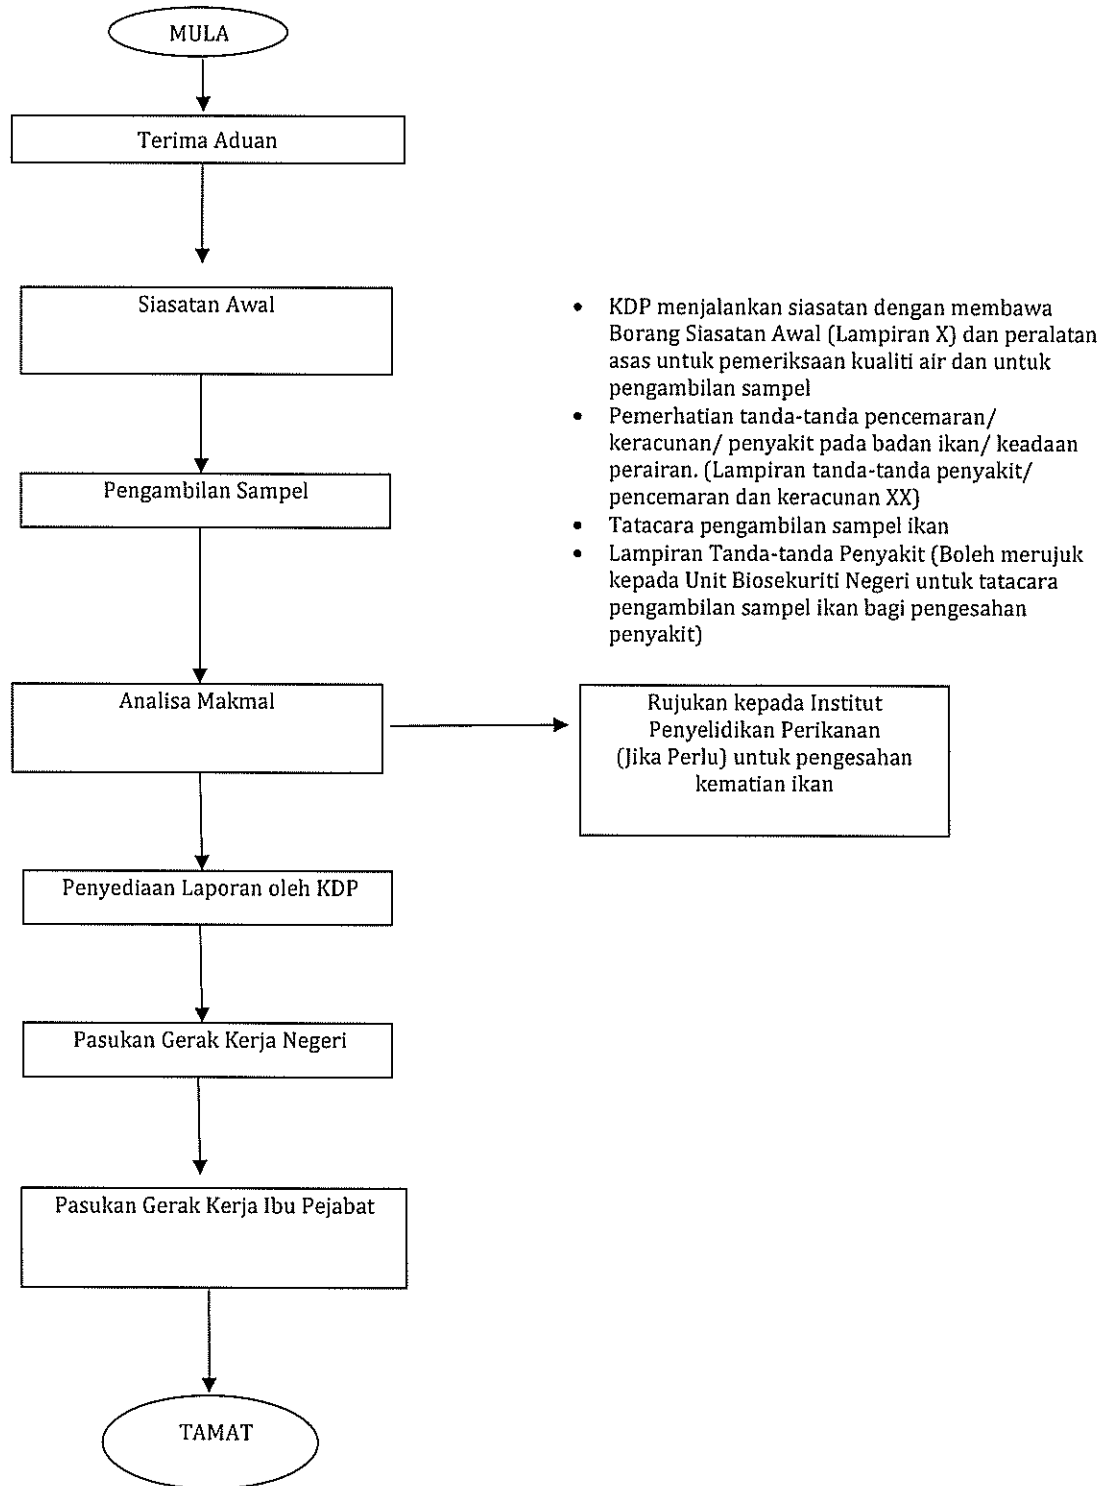 MULA
Terima Aduan
Siasatan Awal
• KDP menjalankan siasatan dengan membawa
Borang Siasatan Awal (Lampiran X) dan peralatan
asas untuk pemeriksaan kualiti air dan untuk
pengambilan sampel
• Pemerhatian tanda-tanda pencemaran/
keracunan/ penyakit pada badan ikan/ keadaan
perairan. (Lampiran tanda-tanda penyakit/
pencemaran dan keracunan XX)
• Tatacara pengambilan sampel ikan
• Lampiran Tanda-tanda Penyakit (Boleh merujuk
kepada Unit Biosekuriti Negeri untuk tatacara
pengambilan sampel ikan bagi pengesahan
penyakit)
Pengambilan Sampel
Analisa Makmal
Rujukan kepada Institut
Penyelidikan Perikanan
(Jika Perlu) untuk pengesahan
kematian ikan
Penyediaan Laporan oleh KDP
Pasukan Gerak Kerja Negeri
Pasukan Gerak Kerja Ibu Pejabat
TAMAT